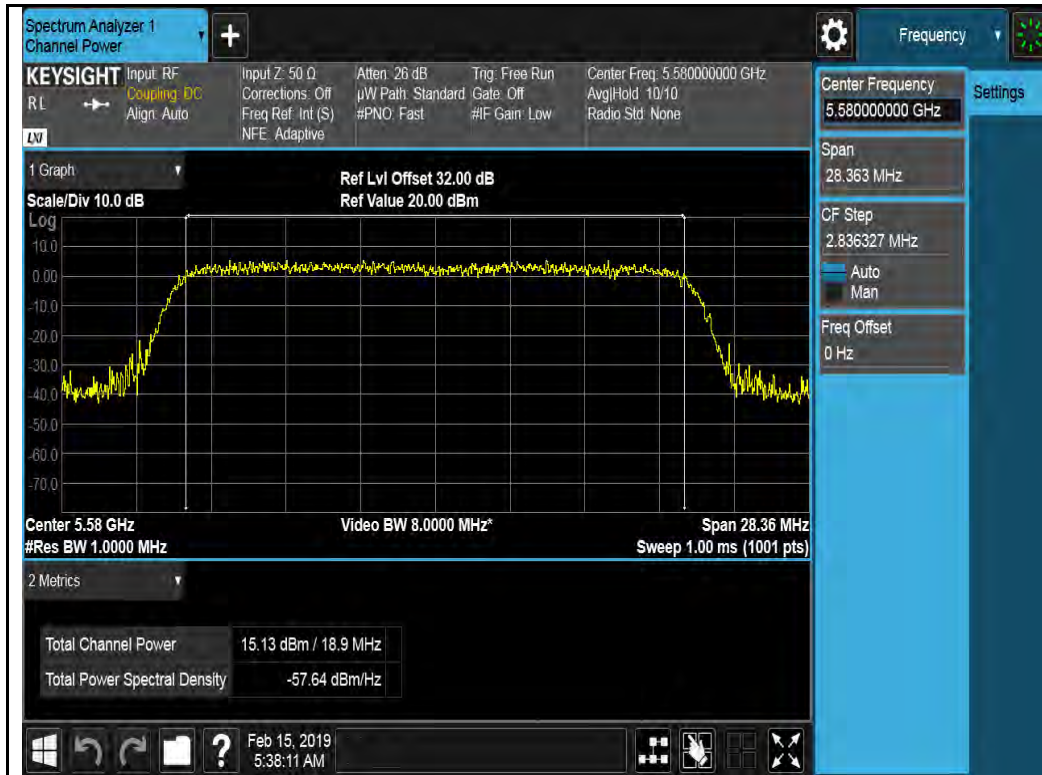 Spectrum Analyzer 1
Channel Power
+
Frequency
KEYSIGHT
RL
LXI
Input: RF
Coupling: DC
Align: Auto
Input Z: 50 Ω
Corrections: Off
Freq Ref: Int (S)
NFE: Adaptive
Atten: 26 dB
µW Path: Standard
#PNO: Fast
Trig: Free Run
Gate: Off
#IF Gain: Low
Center Freq: 5.580000000 GHz
Avg|Hold: 10/10
Radio Std: None
Center Frequency
5.580000000 GHz
Settings
Span
28.363 MHz
CF Step
2.836327 MHz
Auto
Man
Freq Offset
0 Hz
1 Graph
Scale/Div 10.0 dB
Ref Lvl Offset 32.00 dB
Ref Value 20.00 dBm
Log
10.0
0.00
-10.0
-20.0
-30.0
-40.0
-50.0
-60.0
-70.0
Center 5.58 GHz
#Res BW 1.0000 MHz
Video BW 8.0000 MHz*
Span 28.36 MHz
Sweep 1.00 ms (1001 pts)
2 Metrics
Total Channel Power 15.13 dBm / 18.9 MHz
Total Power Spectral Density -57.64 dBm/Hz
?
Feb 15, 2019
5:38:11 AM